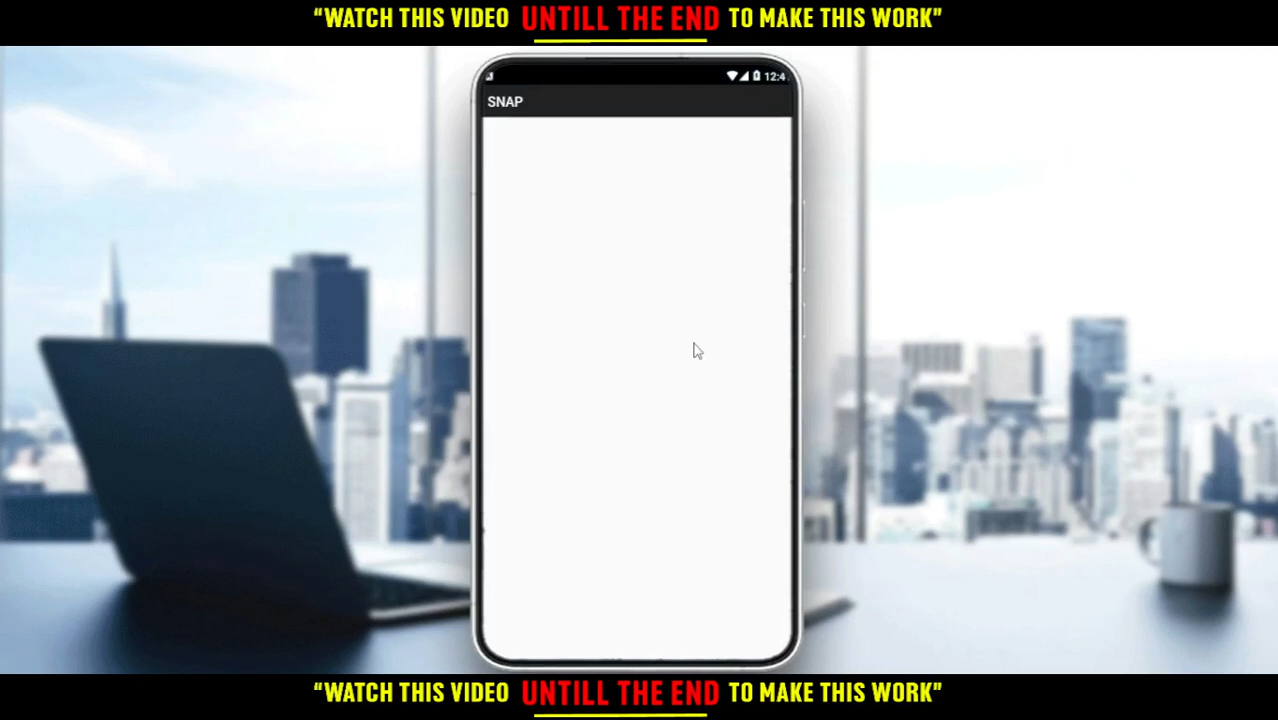 “WATCH THIS VIDEO UNTILL THE END TO MAKE THIS WORK”
12:4
SNAP
“WATCH THIS VIDEO UNTILL THE END TO MAKE THIS WORK”